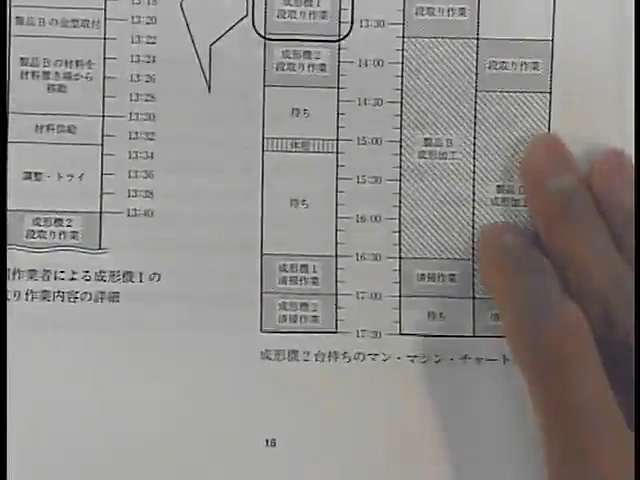 13:18
13:20
製品Bの金型取付
13:22
製品Bの材料を
材料置き場から
移動
13:24
13:26
13:28
13:30
材料供給
13:32
13:34
調整・トライ
13:36
13:38
13:40
成形機2
段取り作業
作業者による成形機1の
り作業内容の詳細
成形機1
段取り作業
成形機2
段取り作業
待ち
休憩
待ち
成形機1
清掃作業
成形機2
清掃作業
13:30
14:00
14:30
15:00
15:30
16:00
16:30
17:00
17:30
段取り作業
製品B
成形加工
清掃作業
待ち
段取り作業
製品
成形加工
成形機2台持ちのマン・マシン・チャート
16